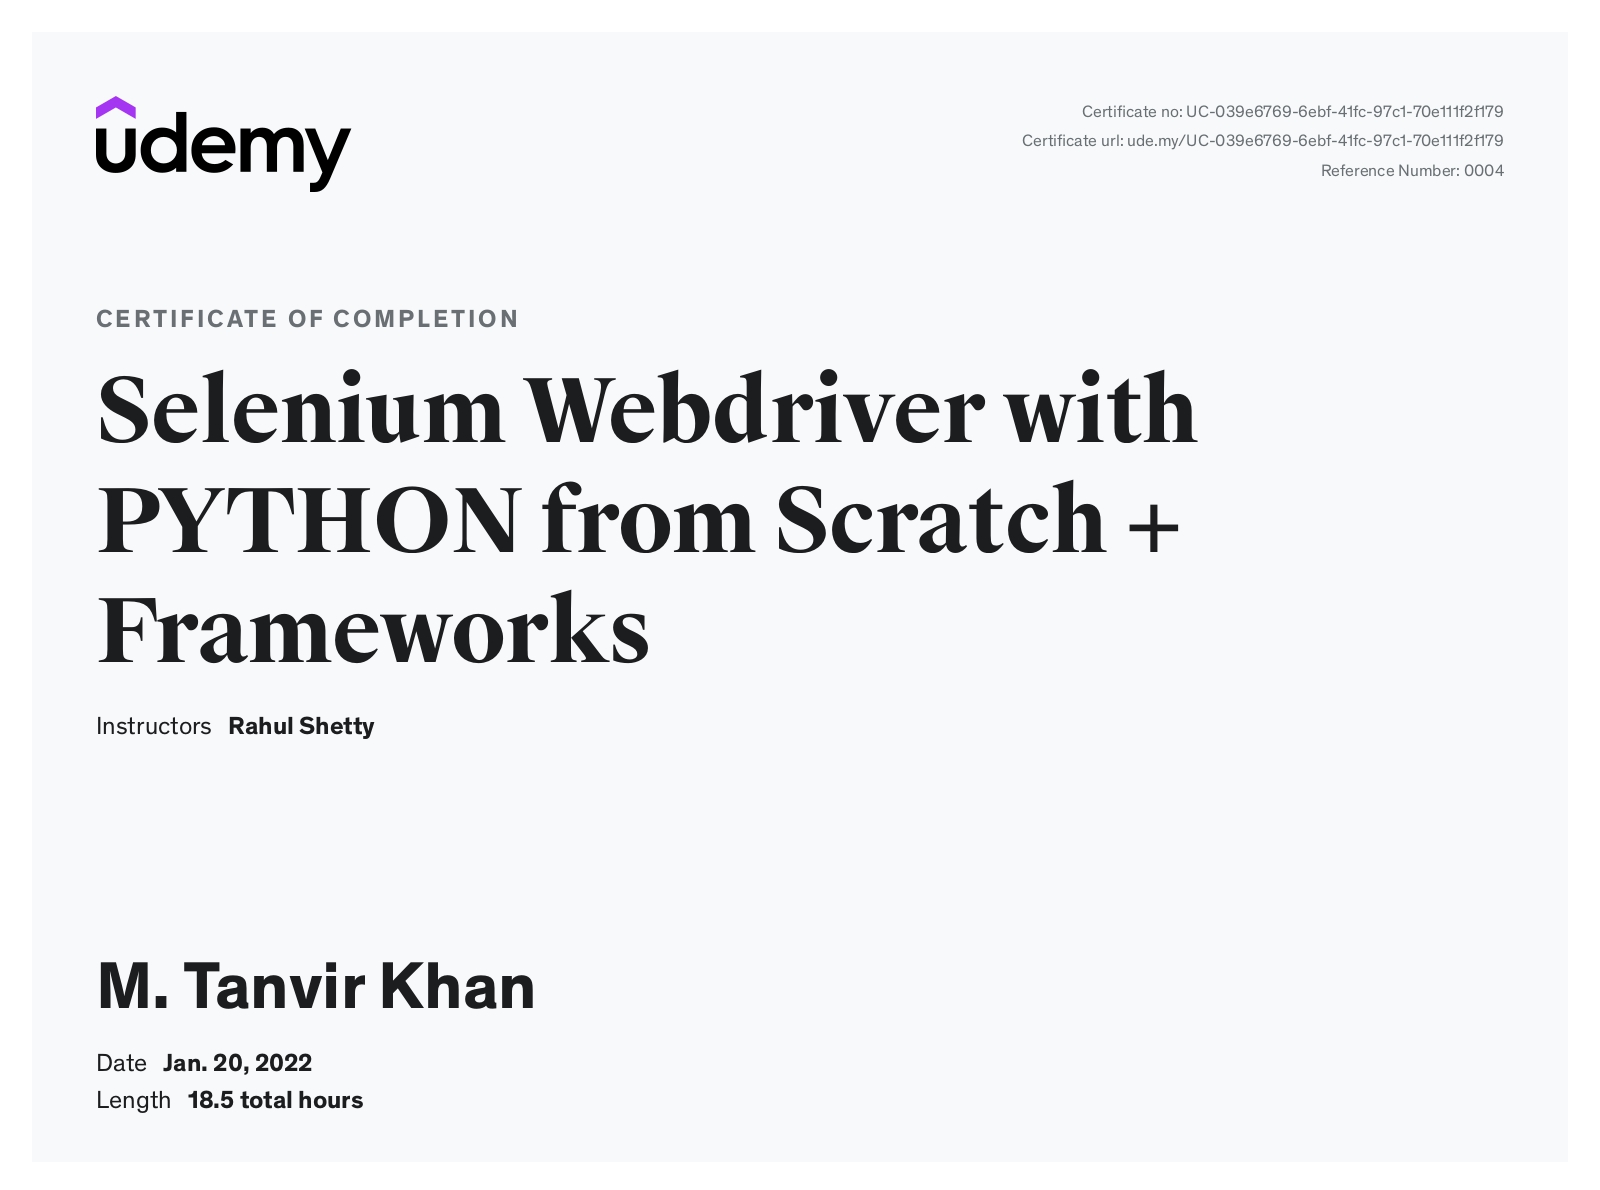 udemy
Certificate no: UC-039e6769-6ebf-41fc-97c1-70e111f2f179
Certificate url: ude.my/UC-039e6769-6ebf-41fc-97c1-70e111f2f179
Reference Number: 0004
CERTIFICATE OF COMPLETION
Selenium Webdriver with
PYTHON from Scratch +
Frameworks
Instructors Rahul Shetty
M. Tanvir Khan
Date Jan. 20, 2022
Length 18.5 total hours